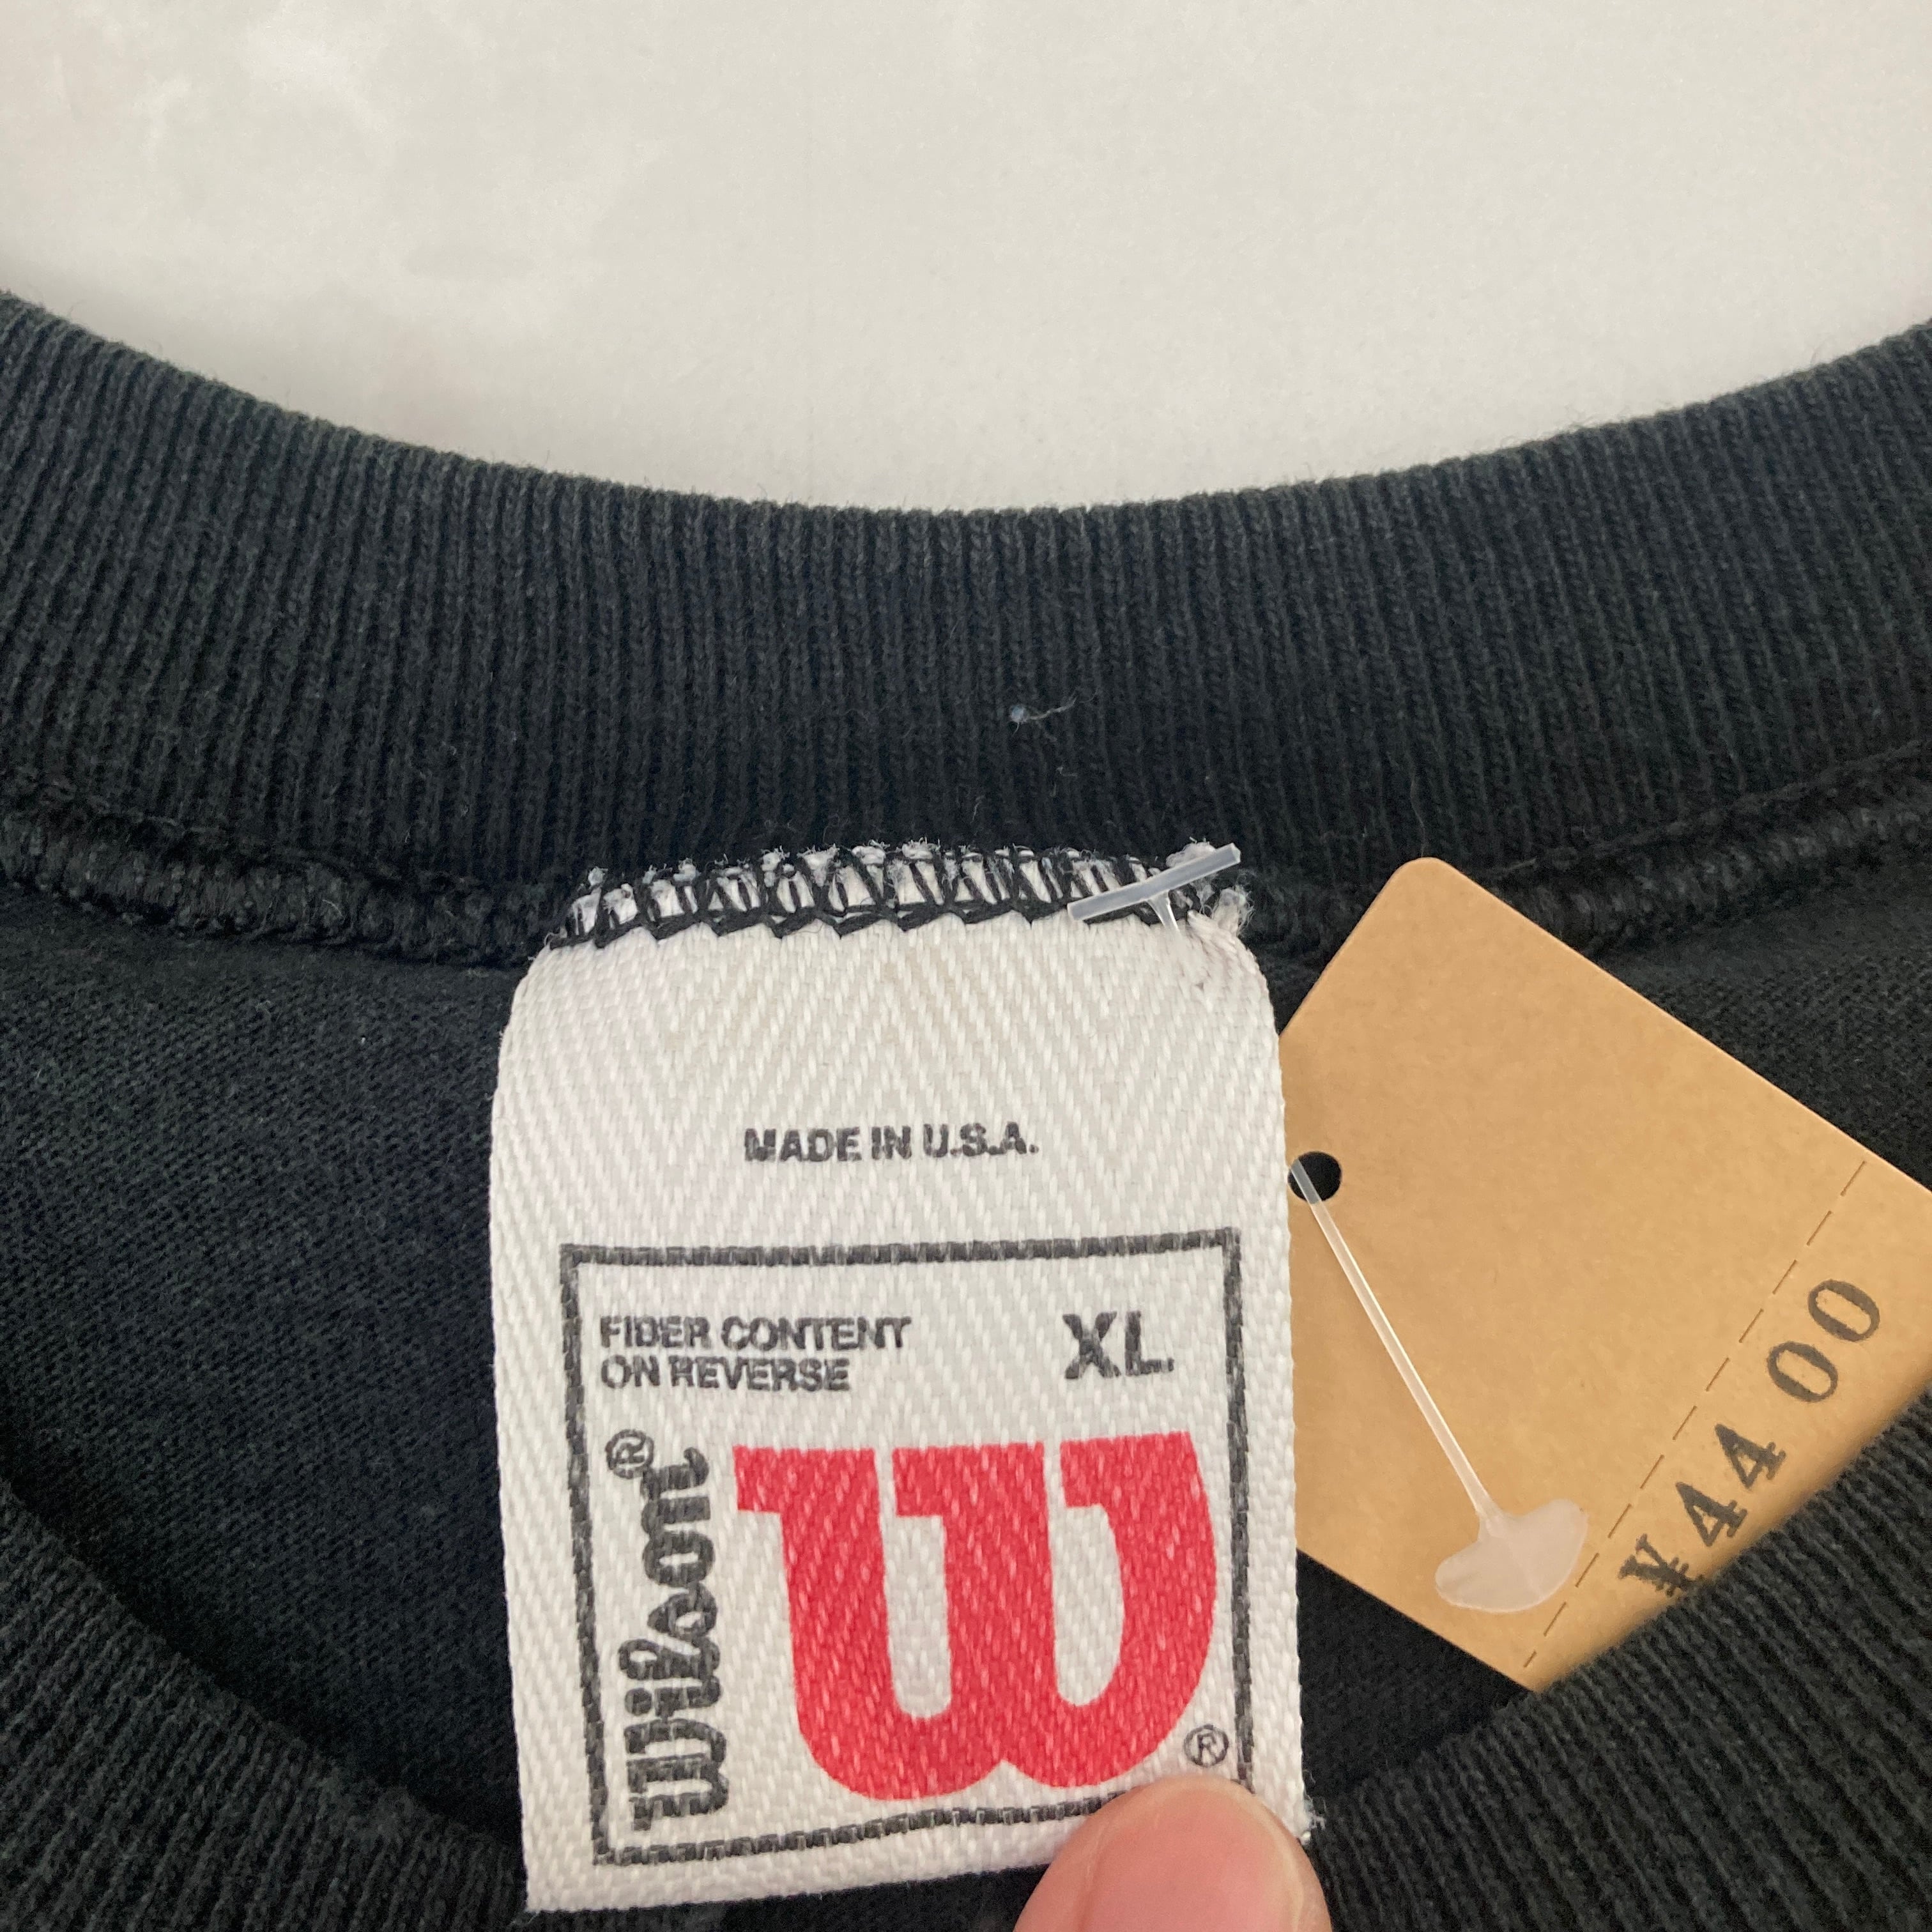 MADE IN U.S.A.
FIBER CONTENT
ON REVERSE
XL
Wilson®
W
®
¥4400